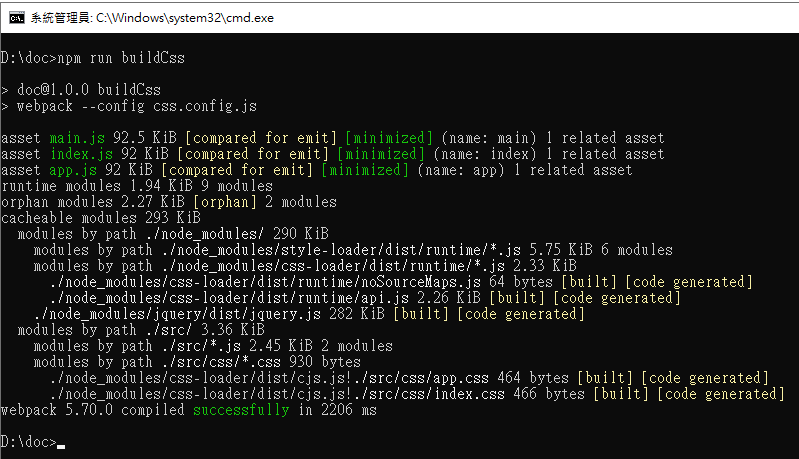 系統管理員: C:\Windows\system32\cmd.exe
D:\doc>npm run buildCss
> doc@1.0.0 buildCss
> webpack --config css.config.js
asset main.js 92.5 KiB [compared for emit] [minimized] (name: main) 1 related asset
asset index.js 92 KiB [compared for emit] [minimized] (name: index) 1 related asset
asset app.js 92 KiB [compared for emit] [minimized] (name: app) 1 related asset
runtime modules 1.94 KiB 9 modules
orphan modules 2.27 KiB [orphan] 2 modules
cacheable modules 293 KiB
  modules by path ./node_modules/ 290 KiB
    modules by path ./node_modules/style-loader/dist/runtime/*.js 5.75 KiB 6 modules
    modules by path ./node_modules/css-loader/dist/runtime/*.js 2.33 KiB
      ./node_modules/css-loader/dist/runtime/noSourceMaps.js 64 bytes [built] [code generated]
      ./node_modules/css-loader/dist/runtime/api.js 2.26 KiB [built] [code generated]
    ./node_modules/jquery/dist/jquery.js 282 KiB [built] [code generated]
  modules by path ./src/ 3.36 KiB
    modules by path ./src/*.js 2.45 KiB 2 modules
    modules by path ./src/css/*.css 930 bytes
      ./node_modules/css-loader/dist/cjs.js!./src/css/app.css 464 bytes [built] [code generated]
      ./node_modules/css-loader/dist/cjs.js!./src/css/index.css 466 bytes [built] [code generated]
webpack 5.70.0 compiled successfully in 2206 ms
D:\doc>